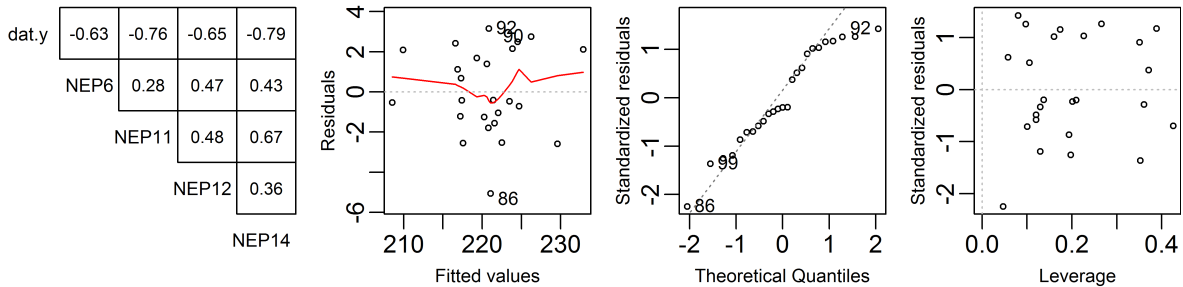 dat.y -0.63 -0.76 -0.65 -0.79
NEP6 0.28 0.47 0.43
NEP11 0.48 0.67
NEP12 0.36
NEP14
Residuals
4
2
0
-2
-6
92
90
86
210 220 230
Fitted values
Standardized residuals
1
0
-1
-2
92
99
86
-2 -1 0 1 2
Theoretical Quantiles
Standardized residuals
1
0
-1
-2
0.0 0.2 0.4
Leverage